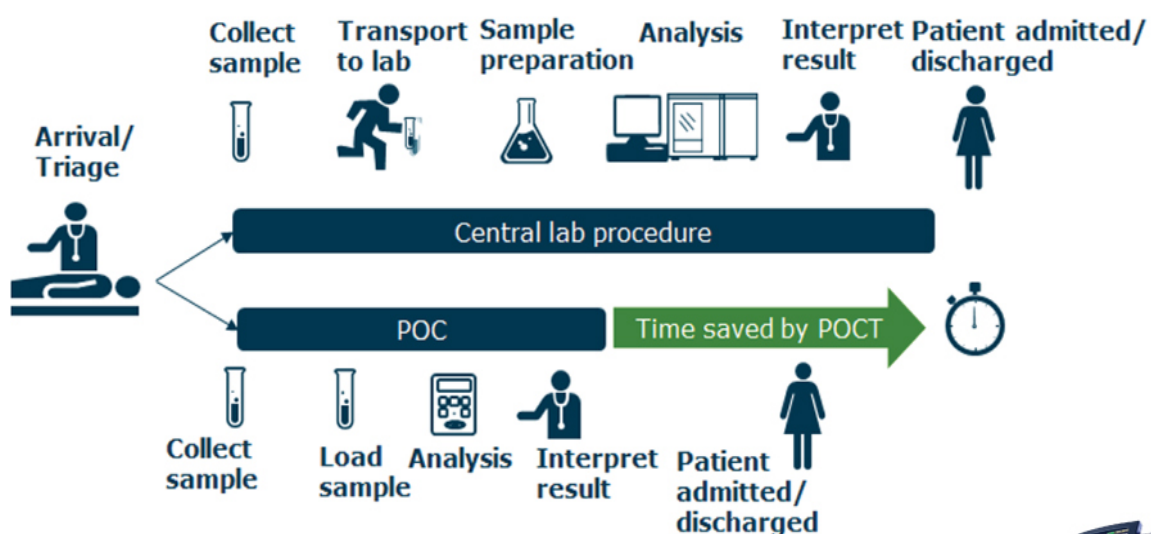 Collect
sample
Transport
to lab
Sample
preparation
Analysis
Interpret
result
Patient admitted/
discharged
Arrival/
Triage
Central lab procedure
POC
Time saved by POCT
Collect
sample
Load
sample
Analysis
Interpret
result
Patient
admitted/
discharged